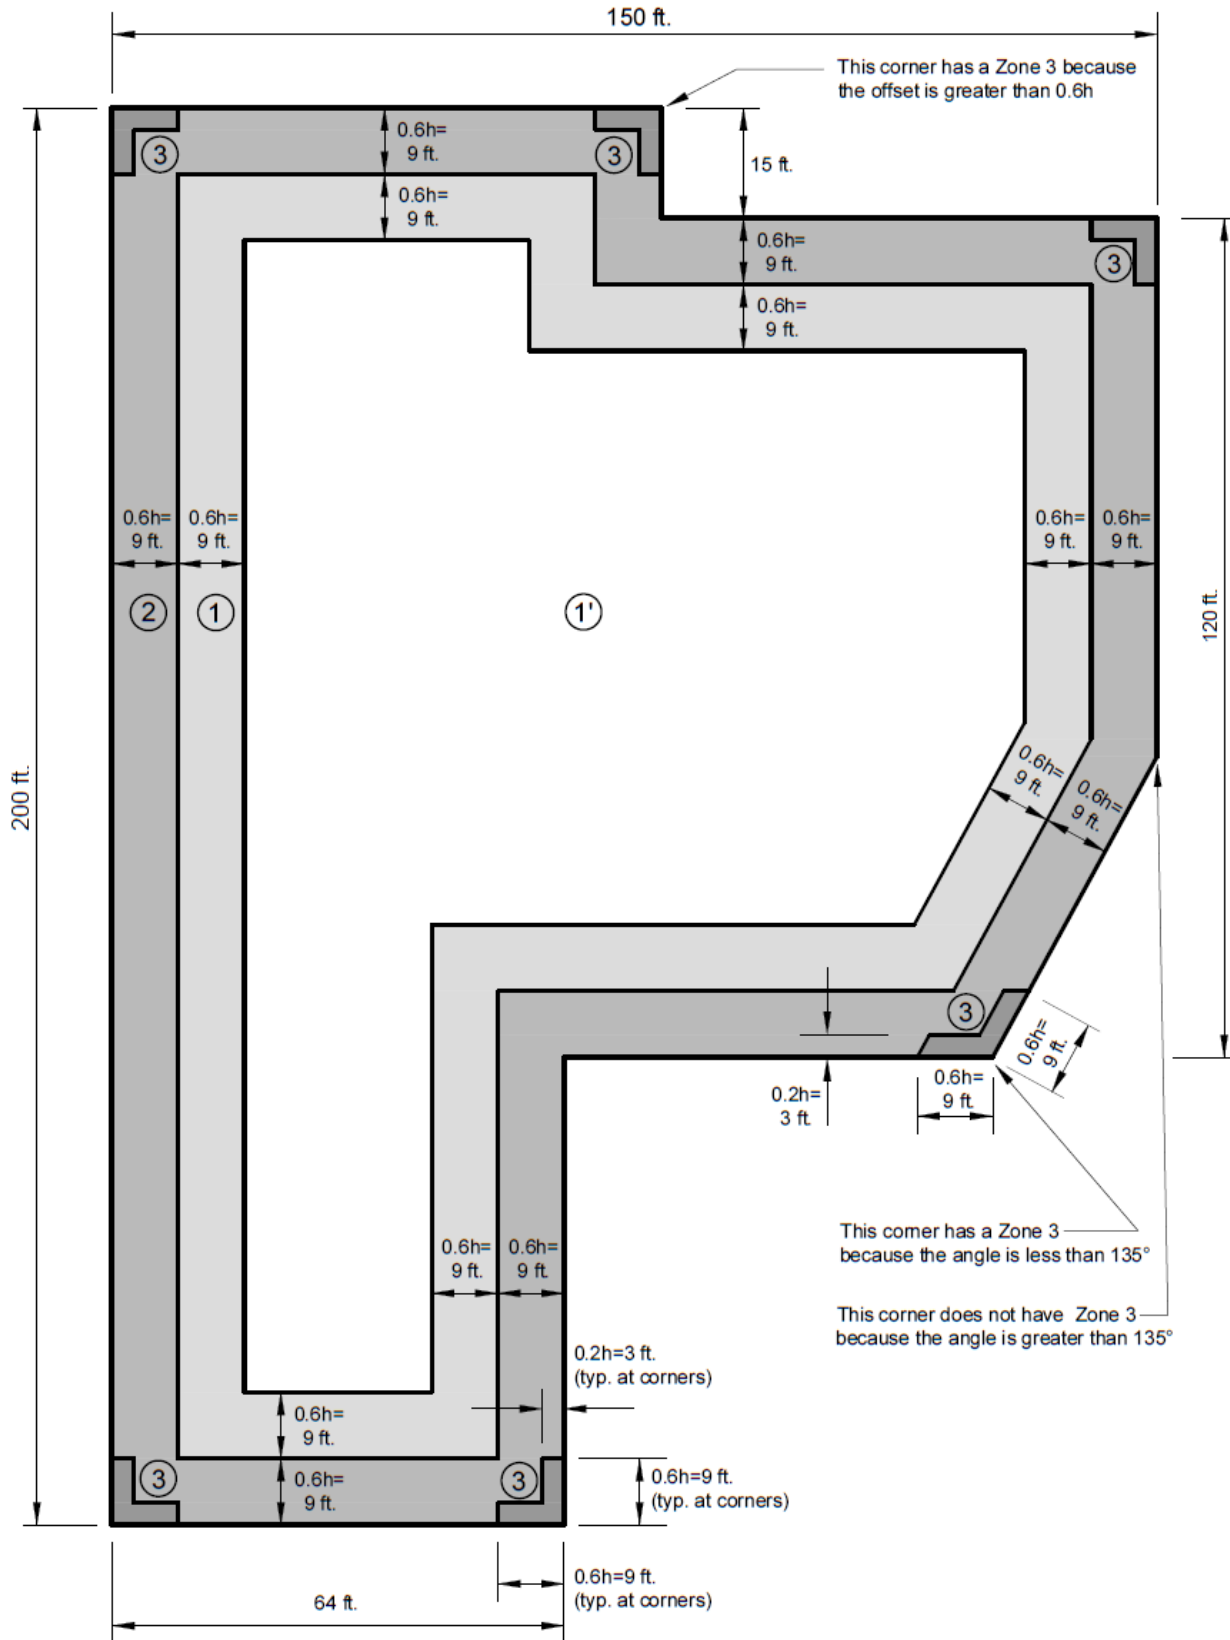 150 ft.
This corner has a Zone 3 because
the offset is greater than 0.6h
0.6h=
9 ft.
3
3
15 ft.
0.6h=
9 ft.
0.6h=
9 ft.
3
0.6h=
9 ft.
0.6h=
9 ft.
0.6h=
9 ft.
0.6h=
9 ft.
0.6h=
9 ft.
2
1
1'
120 ft.
200 ft.
0.6h=
9 ft.
0.6h=
9 ft.
3
0.6h=
9 ft.
0.6h=
9 ft.
0.2h=
3 ft.
This corner has a Zone 3
because the angle is less than 135°
0.6h=
9 ft.
0.6h=
9 ft.
This corner does not have Zone 3
because the angle is greater than 135°
0.2h=3 ft.
(typ. at corners)
0.6h=
9 ft.
3
0.6h=
9 ft.
3
0.6h=9 ft.
(typ. at corners)
0.6h=9 ft.
(typ. at corners)
64 ft.